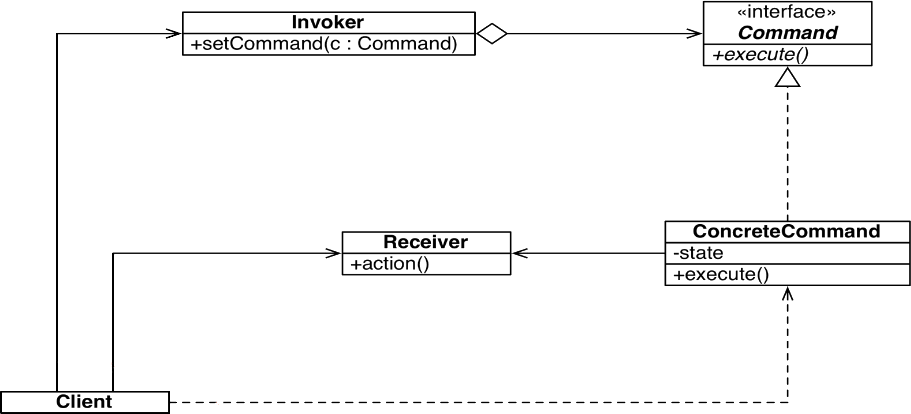 Invoker
+setCommand(c : Command)
«interface»
Command
+execute()
Receiver
+action()
ConcreteCommand
-state
+execute()
Client